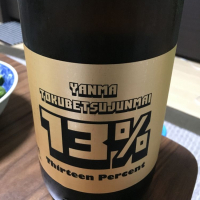 YANMA
TOKUBETSUJUNMAI
13%
Thirteen Percent